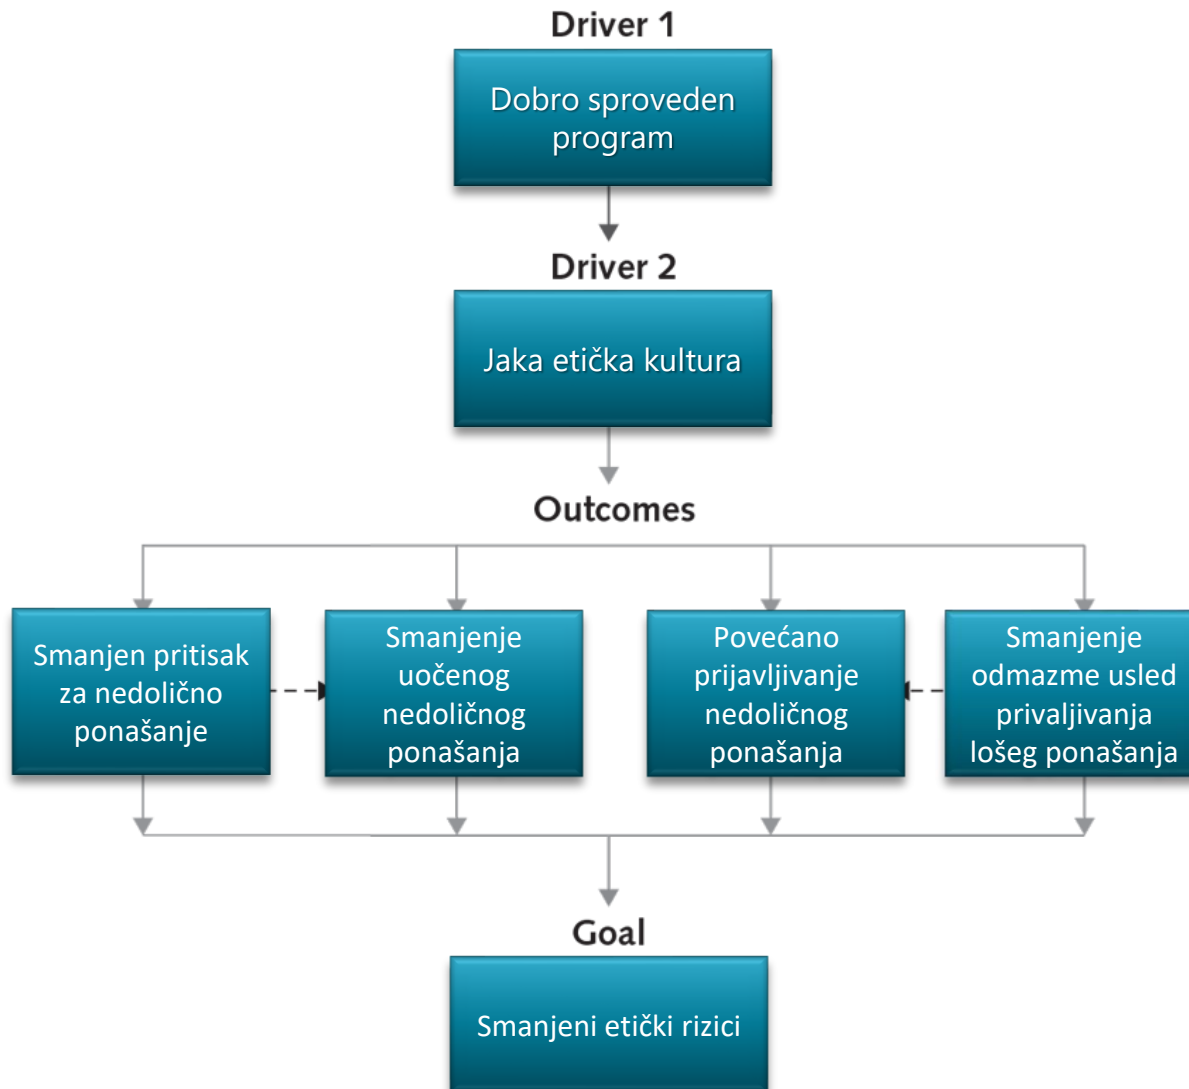 Driver 1
Dobro sproveden
program
Driver 2
Jaka etička kultura
Outcomes
Smanjen pritisak
za nedolično
ponašanje
Smanjenje
uočenog
nedoličnog
ponašanja
Povećano
prijavljivanje
nedoličnog
ponašanja
Smanjenje
odmazme usled
privaljivanja
lošeg ponašanja
Goal
Smanjeni etički rizici